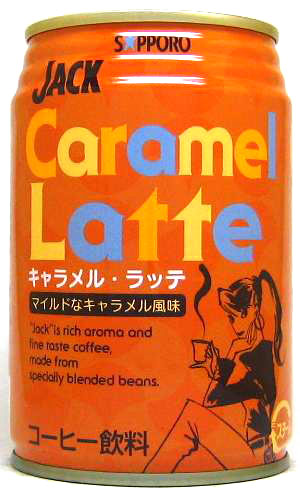 SAPPORO
JACK
Caramel
Latte
キャラメル・ラッテ
マイルドなキャラメル風味
"Jack"is rich aroma and
fine taste coffee,
made from
specially blended beans.
コーヒー飲料